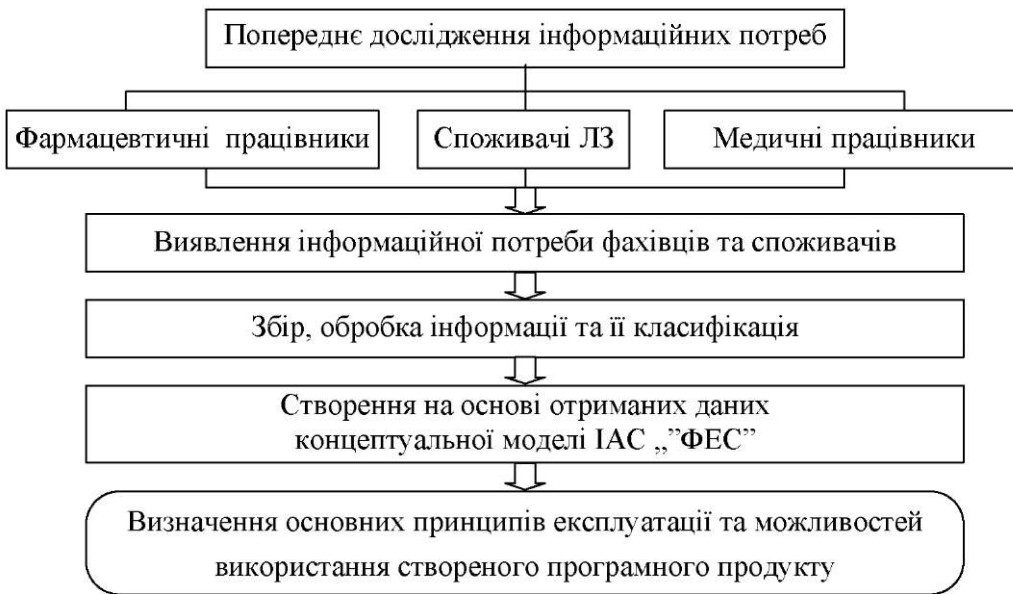 Попереднє дослідження інформаційних потреб
Фармацевтичні працівники
Споживачі ЛЗ
Медичні працівники
Виявлення інформаційної потреби фахівців та споживачів
Збір, обробка інформації та її класифікація
Створення на основі отриманих даних
концептуальної моделі ІАС „”ФЕС”
Визначення основних принципів експлуатації та можливостей
використання створеного програмного продукту